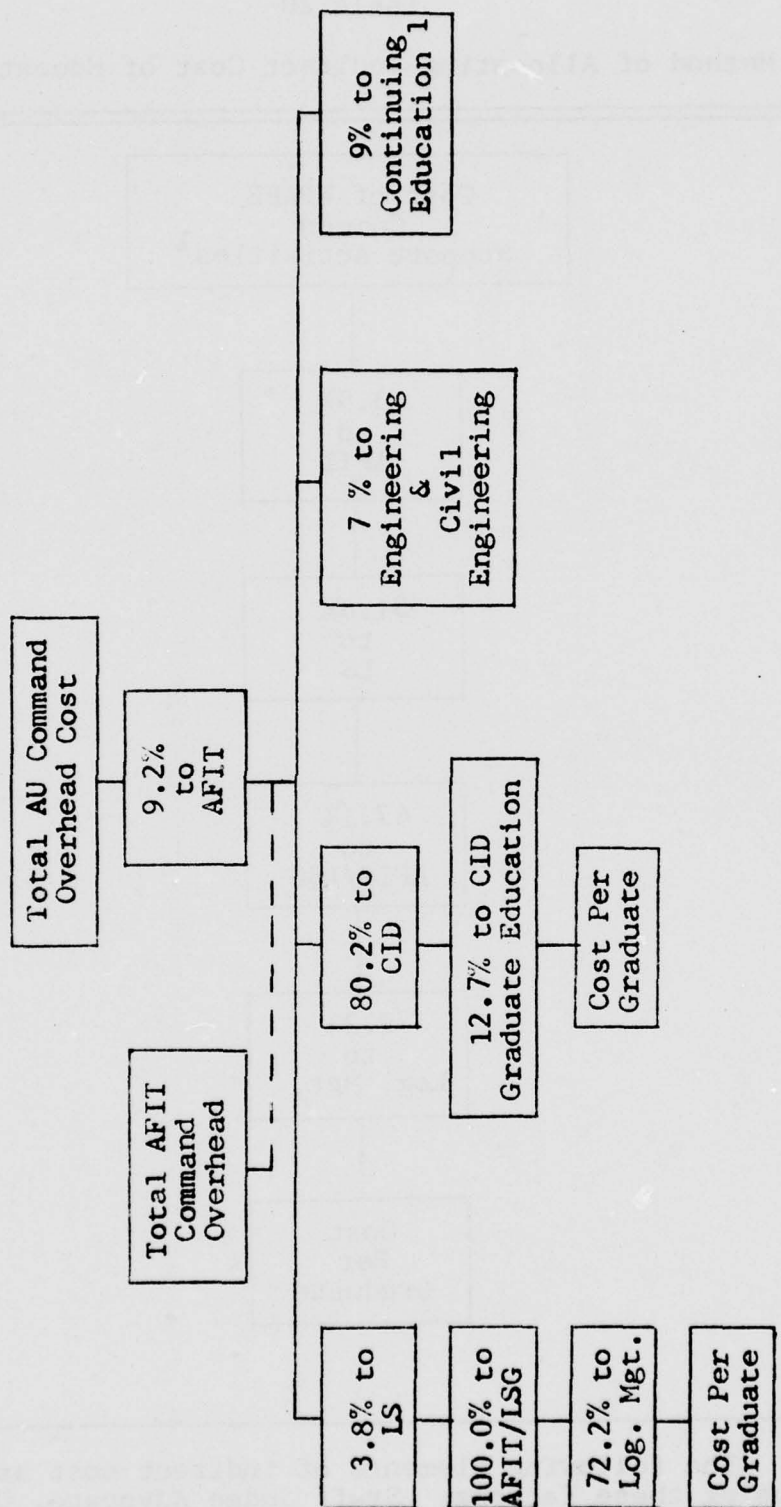 Total AU Command
Overhead Cost
9.2%
to
AFIT
Total AFIT
Command
Overhead
3.8% to
LS
100.0% to
AFIT/LSG
72.2% to
Log. Mgt.
Cost Per
Graduate
80.2% to
CID
12.7% to CID
Graduate Education
Cost Per
Graduate
7 % to
Engineering
&
Civil
Engineering
9% to
Continuing
Education 1